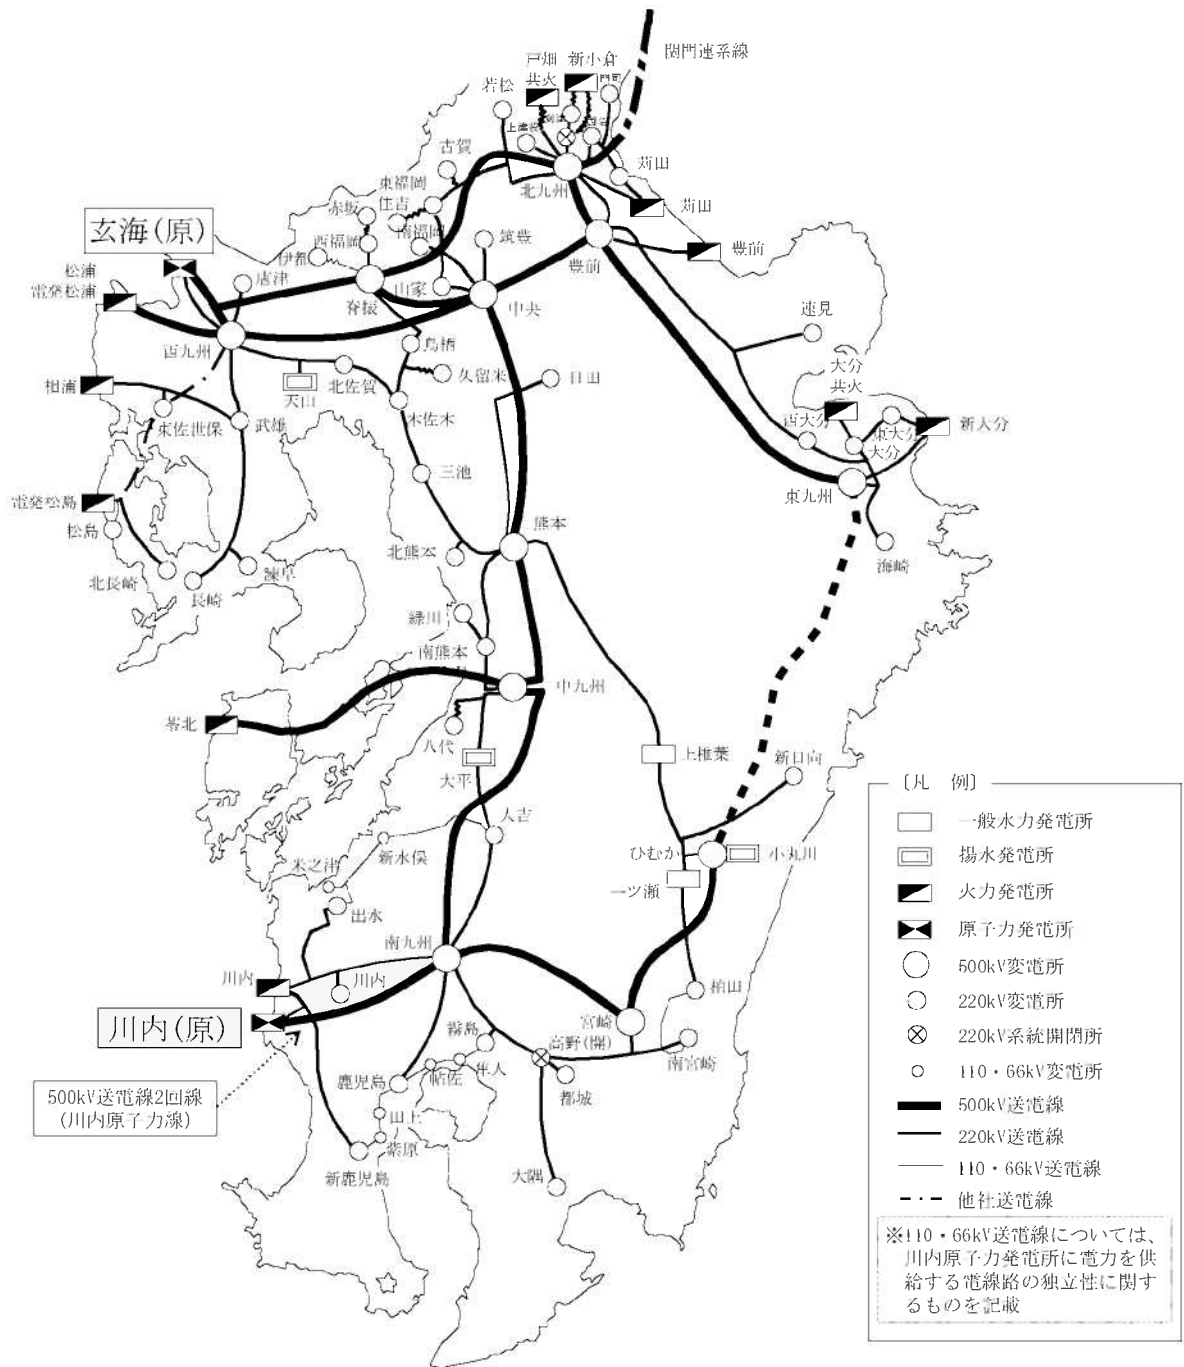 関門連系線
戸畑
共火
新小倉
門司
若松
上津役
西谷
古賀
東福岡
住吉
赤坂
西福岡
南福岡
伊都
北九州
苅田
苅田
豊前
豊前
筑豊
玄海(原)
松浦
電発松浦
唐津
山家
脊振
中央
西九州
鳥栖
速見
大分
共火
相浦
天山
北佐賀
久留米
日田
木佐木
東佐世保
武雄
西大分
東大分
大分
新大分
三池
東九州
電発松島
松島
熊本
北熊本
海崎
北長崎
長崎
諫早
緑川
南熊本
中九州
苓北
八代
大平
上椎葉
新日向
人吉
新水俣
米之津
ひむか
小丸川
一ツ瀬
出水
南九州
川内
川内
柏山
川内(原)
宮崎
霧島
高野(開)
南宮崎
隼人
帖佐
鹿児島
都城
500kV送電線2回線
(川内原子力線)
山上
紫原
新鹿児島
大隅
〔凡 例〕
一般水力発電所
揚水発電所
火力発電所
原子力発電所
500kV変電所
220kV変電所
220kV系統開閉所
110・66kV変電所
500kV送電線
220kV送電線
110・66kV送電線
他社送電線
※110・66kV送電線については、
川内原子力発電所に電力を供
給する電線路の独立性に関す
るものを記載